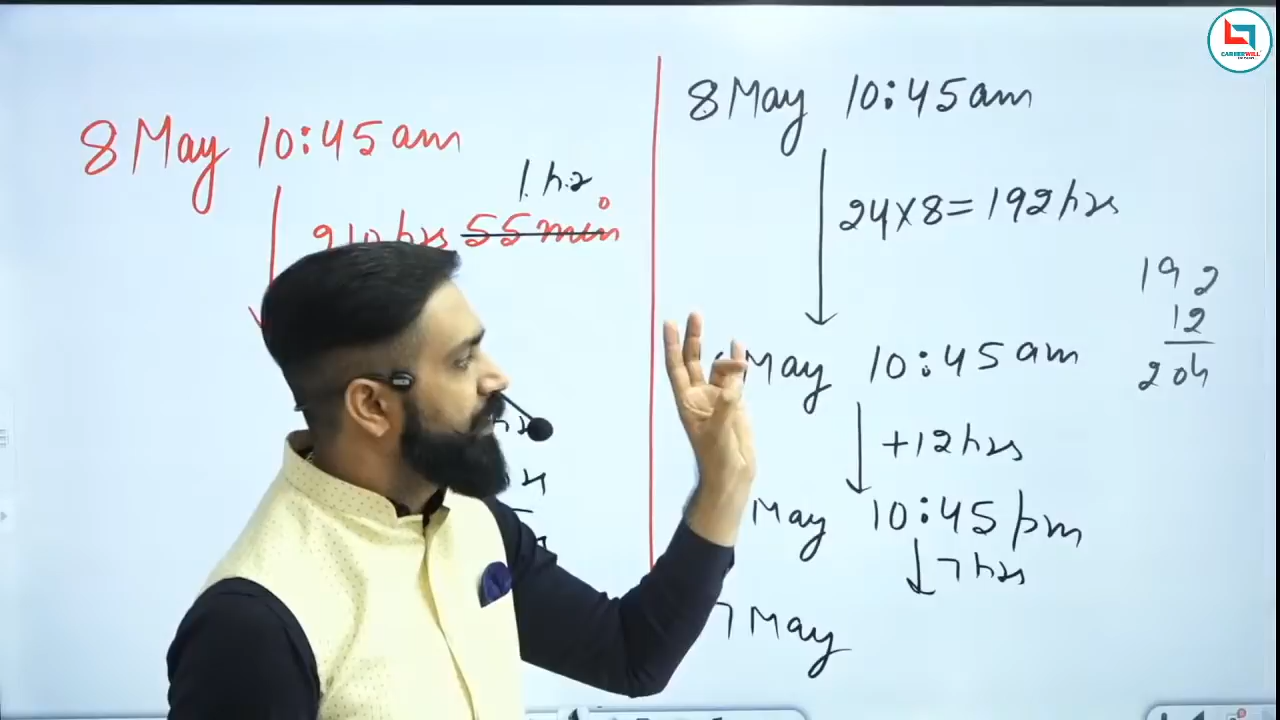 8 May 10:45 am
1 hr
210 hrs 55 min
8 May 10:45 am
24×8=192 hrs
192
12
204
May 10:45 am
+12 hrs
May 10:45 pm
7 hrs
7 May
CAREERWILL